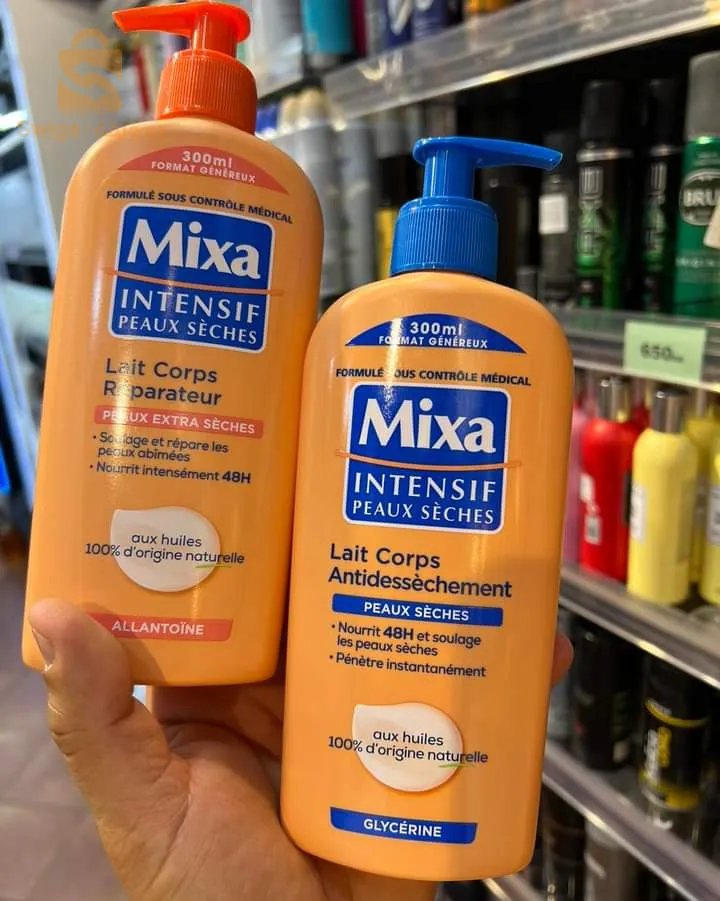 300ml
FORMAT GÉNÉREUX
FORMULÉ SOUS CONTRÔLE MÉDICAL
Mixa
INTENSIF
PEAUX SÈCHES
Lait Corps
Réparateur
PEAUX EXTRA SÈCHES
• Soulage et répare les
peaux abîmées
• Nourrit intensément 48H
aux huiles
100% d'origine naturelle
ALLANTOÏNE
300ml
FORMAT GÉNÉREUX
FORMULÉ SOUS CONTRÔLE MÉDICAL
Mixa
INTENSIF
PEAUX SÈCHES
Lait Corps
Antidessèchement
PEAUX SÈCHES
• Nourrit 48H et soulage
les peaux sèches
• Pénètre instantanément
aux huiles
100% d'origine naturelle
GLYCÉRINE
BRU
650